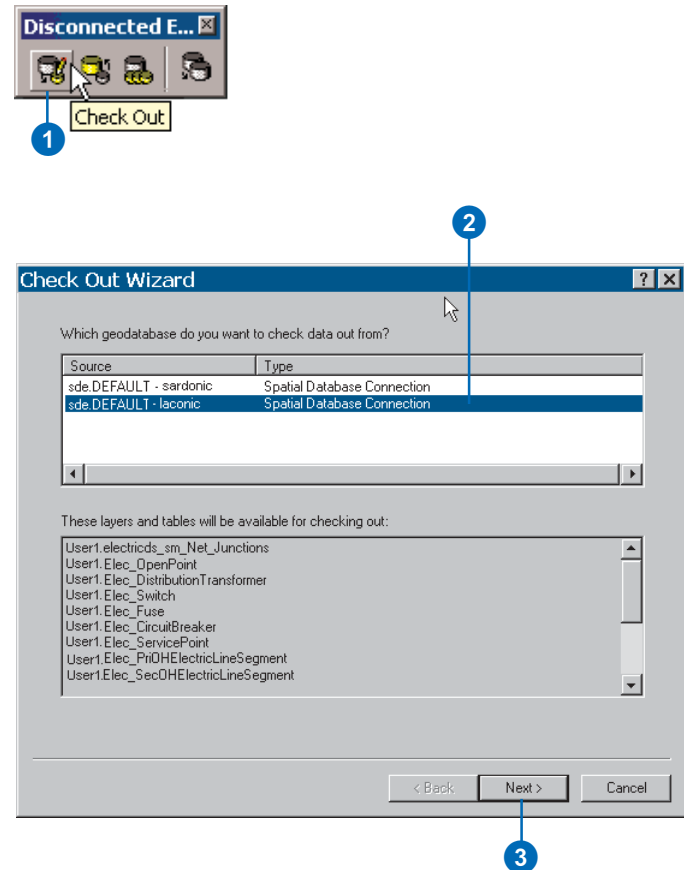 Disconnected E...
Check Out
1
2
Check Out Wizard
Which geodatabase do you want to check data out from?
Source Type
sde.DEFAULT - sardonic Spatial Database Connection
sde.DEFAULT - laconic Spatial Database Connection
These layers and tables will be available for checking out:
User1.electricds_sm_Net_Junctions
User1.Elec_OpenPoint
User1.Elec_DistributionTransformer
User1.Elec_Switch
User1.Elec_Fuse
User1.Elec_CircuitBreaker
User1.Elec_ServicePoint
User1.Elec_PriOHElectricLineSegment
User1.Elec_SecOHElectricLineSegment
< Back Next > Cancel
3